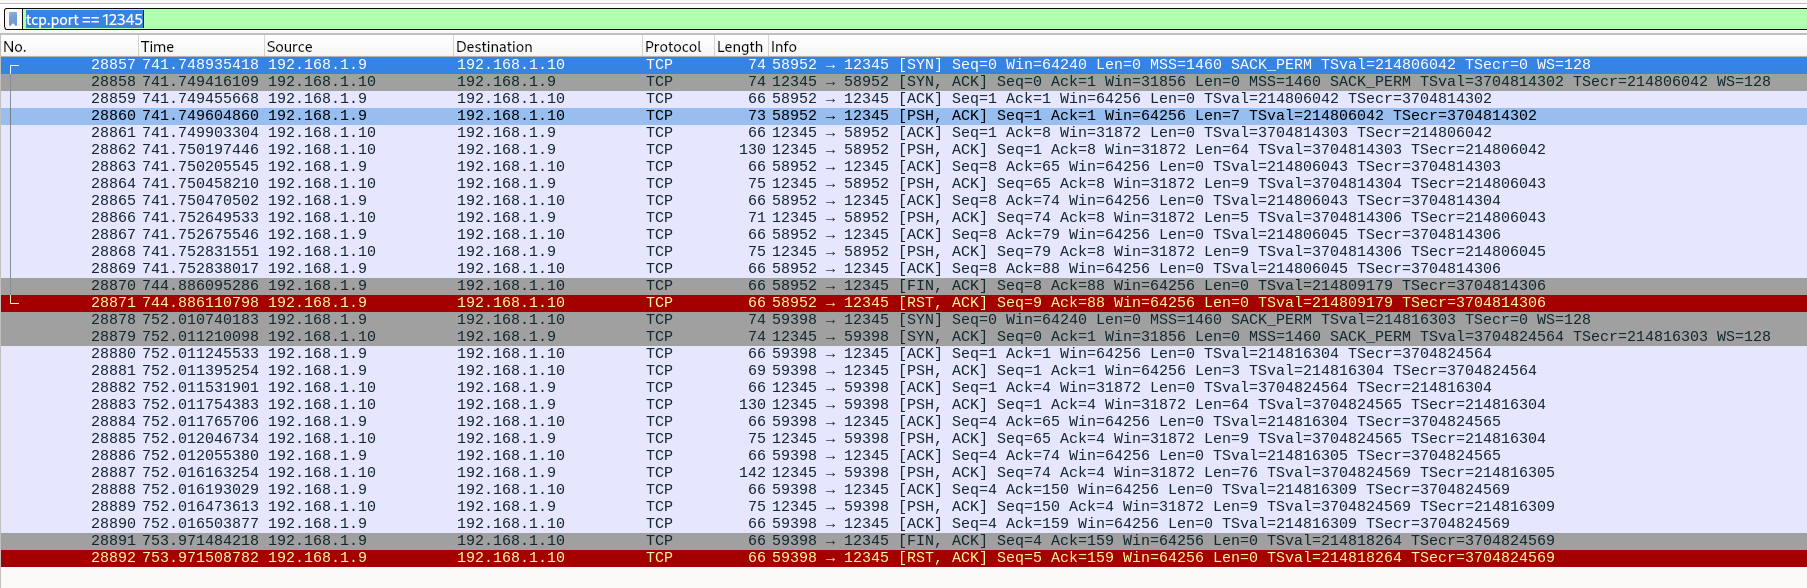 tcp.port == 12345
No. Time Source Destination Protocol Length Info
28857 741.748935418 192.168.1.9 192.168.1.10 TCP 74 58952 → 12345 [SYN] Seq=0 Win=64240 Len=0 MSS=1460 SACK_PERM TSval=214806042 TSecr=0 WS=128
28858 741.749416109 192.168.1.10 192.168.1.9 TCP 74 12345 → 58952 [SYN, ACK] Seq=0 Ack=1 Win=31856 Len=0 MSS=1460 SACK_PERM TSval=3704814302 TSecr=214806042 WS=128
28859 741.749455668 192.168.1.9 192.168.1.10 TCP 66 58952 → 12345 [ACK] Seq=1 Ack=1 Win=64256 Len=0 TSval=214806042 TSecr=3704814302
28860 741.749604860 192.168.1.9 192.168.1.10 TCP 73 58952 → 12345 [PSH, ACK] Seq=1 Ack=1 Win=64256 Len=7 TSval=214806042 TSecr=3704814302
28861 741.749903304 192.168.1.10 192.168.1.9 TCP 66 12345 → 58952 [ACK] Seq=1 Ack=8 Win=31872 Len=0 TSval=3704814303 TSecr=214806042
28862 741.750197446 192.168.1.10 192.168.1.9 TCP 130 12345 → 58952 [PSH, ACK] Seq=1 Ack=8 Win=31872 Len=64 TSval=3704814303 TSecr=214806042
28863 741.750205545 192.168.1.9 192.168.1.10 TCP 66 58952 → 12345 [ACK] Seq=8 Ack=65 Win=64256 Len=0 TSval=214806043 TSecr=3704814303
28864 741.750458210 192.168.1.10 192.168.1.9 TCP 75 12345 → 58952 [PSH, ACK] Seq=65 Ack=8 Win=31872 Len=9 TSval=3704814304 TSecr=214806043
28865 741.750470502 192.168.1.9 192.168.1.10 TCP 66 58952 → 12345 [ACK] Seq=8 Ack=74 Win=64256 Len=0 TSval=214806043 TSecr=3704814304
28866 741.752649533 192.168.1.10 192.168.1.9 TCP 71 12345 → 58952 [PSH, ACK] Seq=74 Ack=8 Win=31872 Len=5 TSval=3704814306 TSecr=214806043
28867 741.752675546 192.168.1.9 192.168.1.10 TCP 66 58952 → 12345 [ACK] Seq=8 Ack=79 Win=64256 Len=0 TSval=214806045 TSecr=3704814306
28868 741.752831551 192.168.1.10 192.168.1.9 TCP 75 12345 → 58952 [PSH, ACK] Seq=79 Ack=8 Win=31872 Len=9 TSval=3704814306 TSecr=214806045
28869 741.752838017 192.168.1.9 192.168.1.10 TCP 66 58952 → 12345 [ACK] Seq=8 Ack=88 Win=64256 Len=0 TSval=214806045 TSecr=3704814306
28870 744.886095286 192.168.1.9 192.168.1.10 TCP 66 58952 → 12345 [FIN, ACK] Seq=8 Ack=88 Win=64256 Len=0 TSval=214809179 TSecr=3704814306
28871 744.886110798 192.168.1.9 192.168.1.10 TCP 66 58952 → 12345 [RST, ACK] Seq=9 Ack=88 Win=64256 Len=0 TSval=214809179 TSecr=3704814306
28878 752.010740183 192.168.1.9 192.168.1.10 TCP 74 59398 → 12345 [SYN] Seq=0 Win=64240 Len=0 MSS=1460 SACK_PERM TSval=214816303 TSecr=0 WS=128
28879 752.011210098 192.168.1.10 192.168.1.9 TCP 74 12345 → 59398 [SYN, ACK] Seq=0 Ack=1 Win=31856 Len=0 MSS=1460 SACK_PERM TSval=3704824564 TSecr=214816303 WS=128
28880 752.011245533 192.168.1.9 192.168.1.10 TCP 66 59398 → 12345 [ACK] Seq=1 Ack=1 Win=64256 Len=0 TSval=214816304 TSecr=3704824564
28881 752.011395254 192.168.1.9 192.168.1.10 TCP 69 59398 → 12345 [PSH, ACK] Seq=1 Ack=1 Win=64256 Len=3 TSval=214816304 TSecr=3704824564
28882 752.011531901 192.168.1.10 192.168.1.9 TCP 66 12345 → 59398 [ACK] Seq=1 Ack=4 Win=31872 Len=0 TSval=3704824564 TSecr=214816304
28883 752.011754383 192.168.1.10 192.168.1.9 TCP 130 12345 → 59398 [PSH, ACK] Seq=1 Ack=4 Win=31872 Len=64 TSval=3704824565 TSecr=214816304
28884 752.011765706 192.168.1.9 192.168.1.10 TCP 66 59398 → 12345 [ACK] Seq=4 Ack=65 Win=64256 Len=0 TSval=214816304 TSecr=3704824565
28885 752.012046734 192.168.1.10 192.168.1.9 TCP 75 12345 → 59398 [PSH, ACK] Seq=65 Ack=4 Win=31872 Len=9 TSval=3704824565 TSecr=214816304
28886 752.012055380 192.168.1.9 192.168.1.10 TCP 66 59398 → 12345 [ACK] Seq=4 Ack=74 Win=64256 Len=0 TSval=214816305 TSecr=3704824565
28887 752.016163254 192.168.1.10 192.168.1.9 TCP 142 12345 → 59398 [PSH, ACK] Seq=74 Ack=4 Win=31872 Len=76 TSval=3704824569 TSecr=214816305
28888 752.016193029 192.168.1.9 192.168.1.10 TCP 66 59398 → 12345 [ACK] Seq=4 Ack=150 Win=64256 Len=0 TSval=214816309 TSecr=3704824569
28889 752.016473613 192.168.1.10 192.168.1.9 TCP 75 12345 → 59398 [PSH, ACK] Seq=150 Ack=4 Win=31872 Len=9 TSval=3704824569 TSecr=214816309
28890 752.016503877 192.168.1.9 192.168.1.10 TCP 66 59398 → 12345 [ACK] Seq=4 Ack=159 Win=64256 Len=0 TSval=214816309 TSecr=3704824569
28891 753.971484218 192.168.1.9 192.168.1.10 TCP 66 59398 → 12345 [FIN, ACK] Seq=4 Ack=159 Win=64256 Len=0 TSval=214818264 TSecr=3704824569
28892 753.971508782 192.168.1.9 192.168.1.10 TCP 66 59398 → 12345 [RST, ACK] Seq=5 Ack=159 Win=64256 Len=0 TSval=214818264 TSecr=3704824569